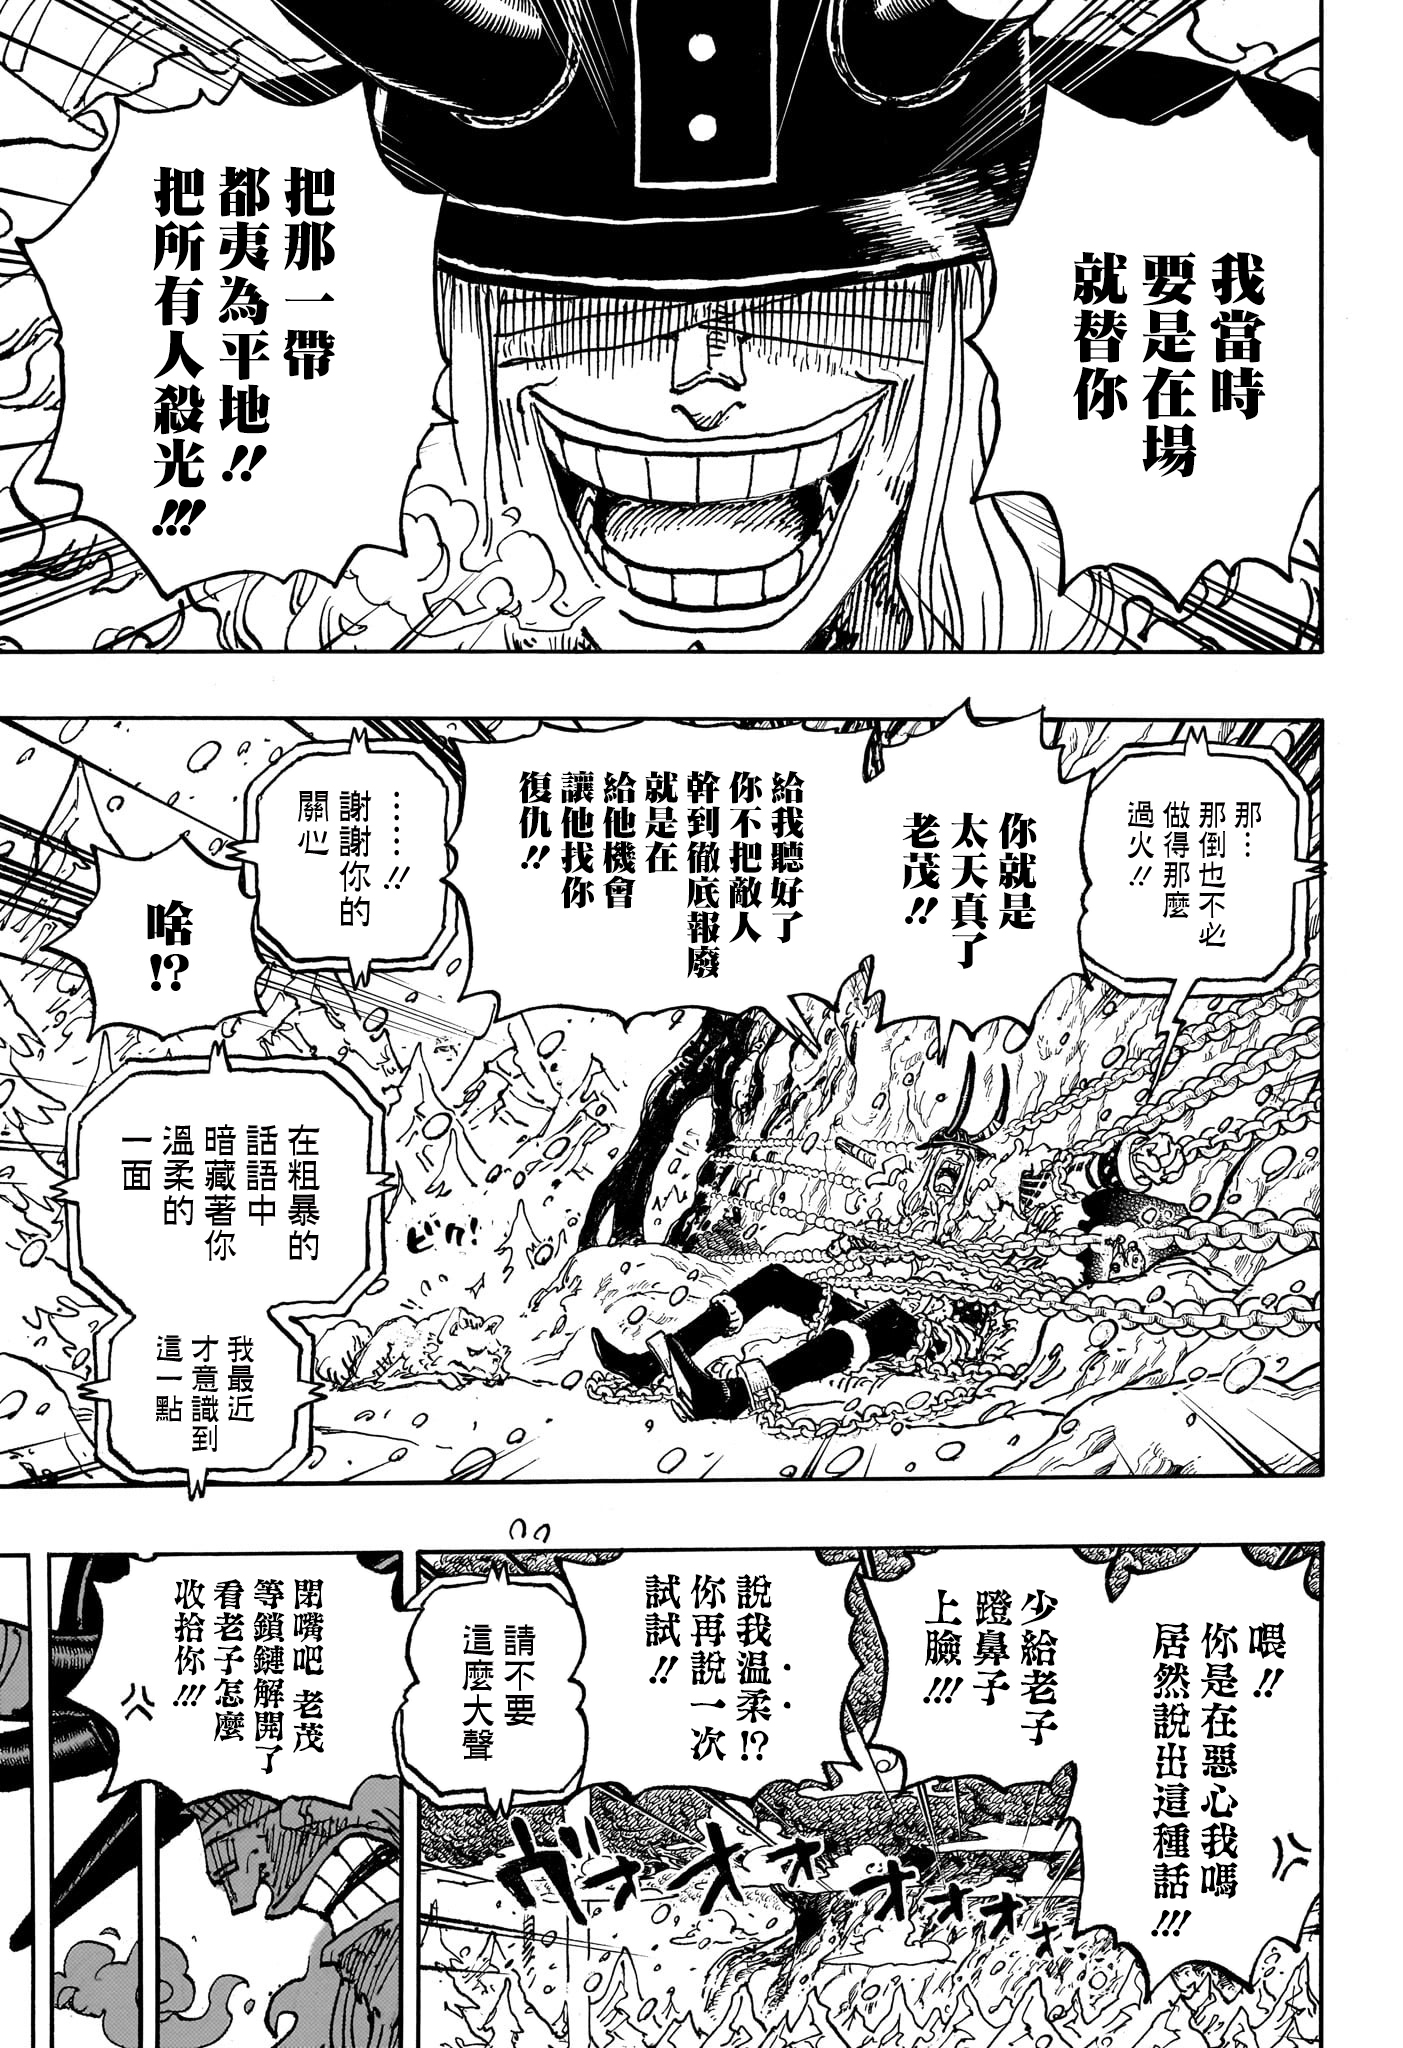 我當時
要是在場
就替你
把那一帶
都夷為平地!!
把所有人殺光!!!
那…
那倒也不必
做得那麼
過火!!
你就是
太天真了
老茂!!
給我聽好了
你不把敵人
幹到徹底報廢
就是在
給他機會
讓他找你
復仇!!
……!!
謝謝你的
關心
啥!?
在粗暴的
話語中
暗藏著你
溫柔的
一面
我最近
才意識到
這一點
ビクッ!
喂!!
你是在惡心我嗎
居然說出這種話!!!
少給老子
蹬鼻子
上臉!!!
說我溫柔!?
你再說一次
試試!!
請不要
這麼大聲
ヴォオオオオオオ…
閉嘴吧 老茂
等鎖鏈解開了
看老子怎麼
收拾你!!!